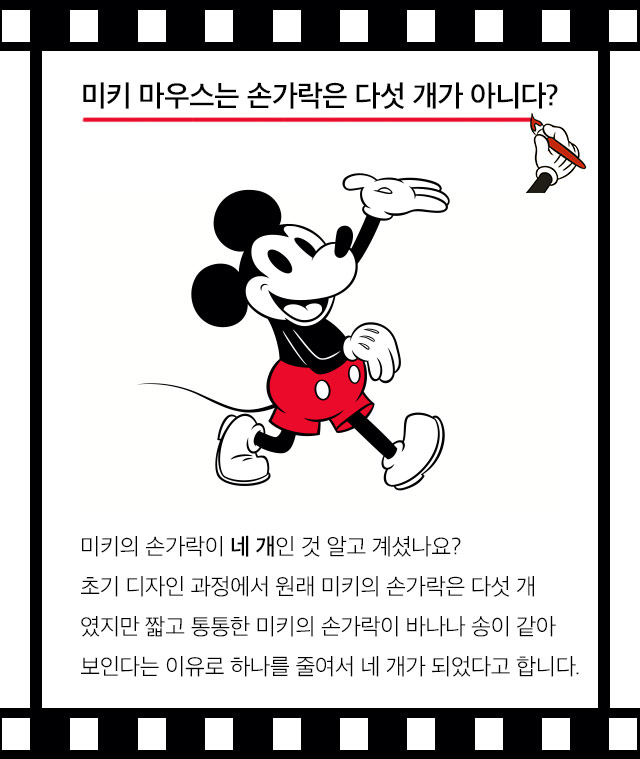 미키 마우스는 손가락은 다섯 개가 아니다?
미키의 손가락이 네 개인 것 알고 계셨나요?
초기 디자인 과정에서 원래 미키의 손가락은 다섯 개
였지만 짧고 통통한 미키의 손가락이 바나나 송이 같아
보인다는 이유로 하나를 줄여서 네 개가 되었다고 합니다.